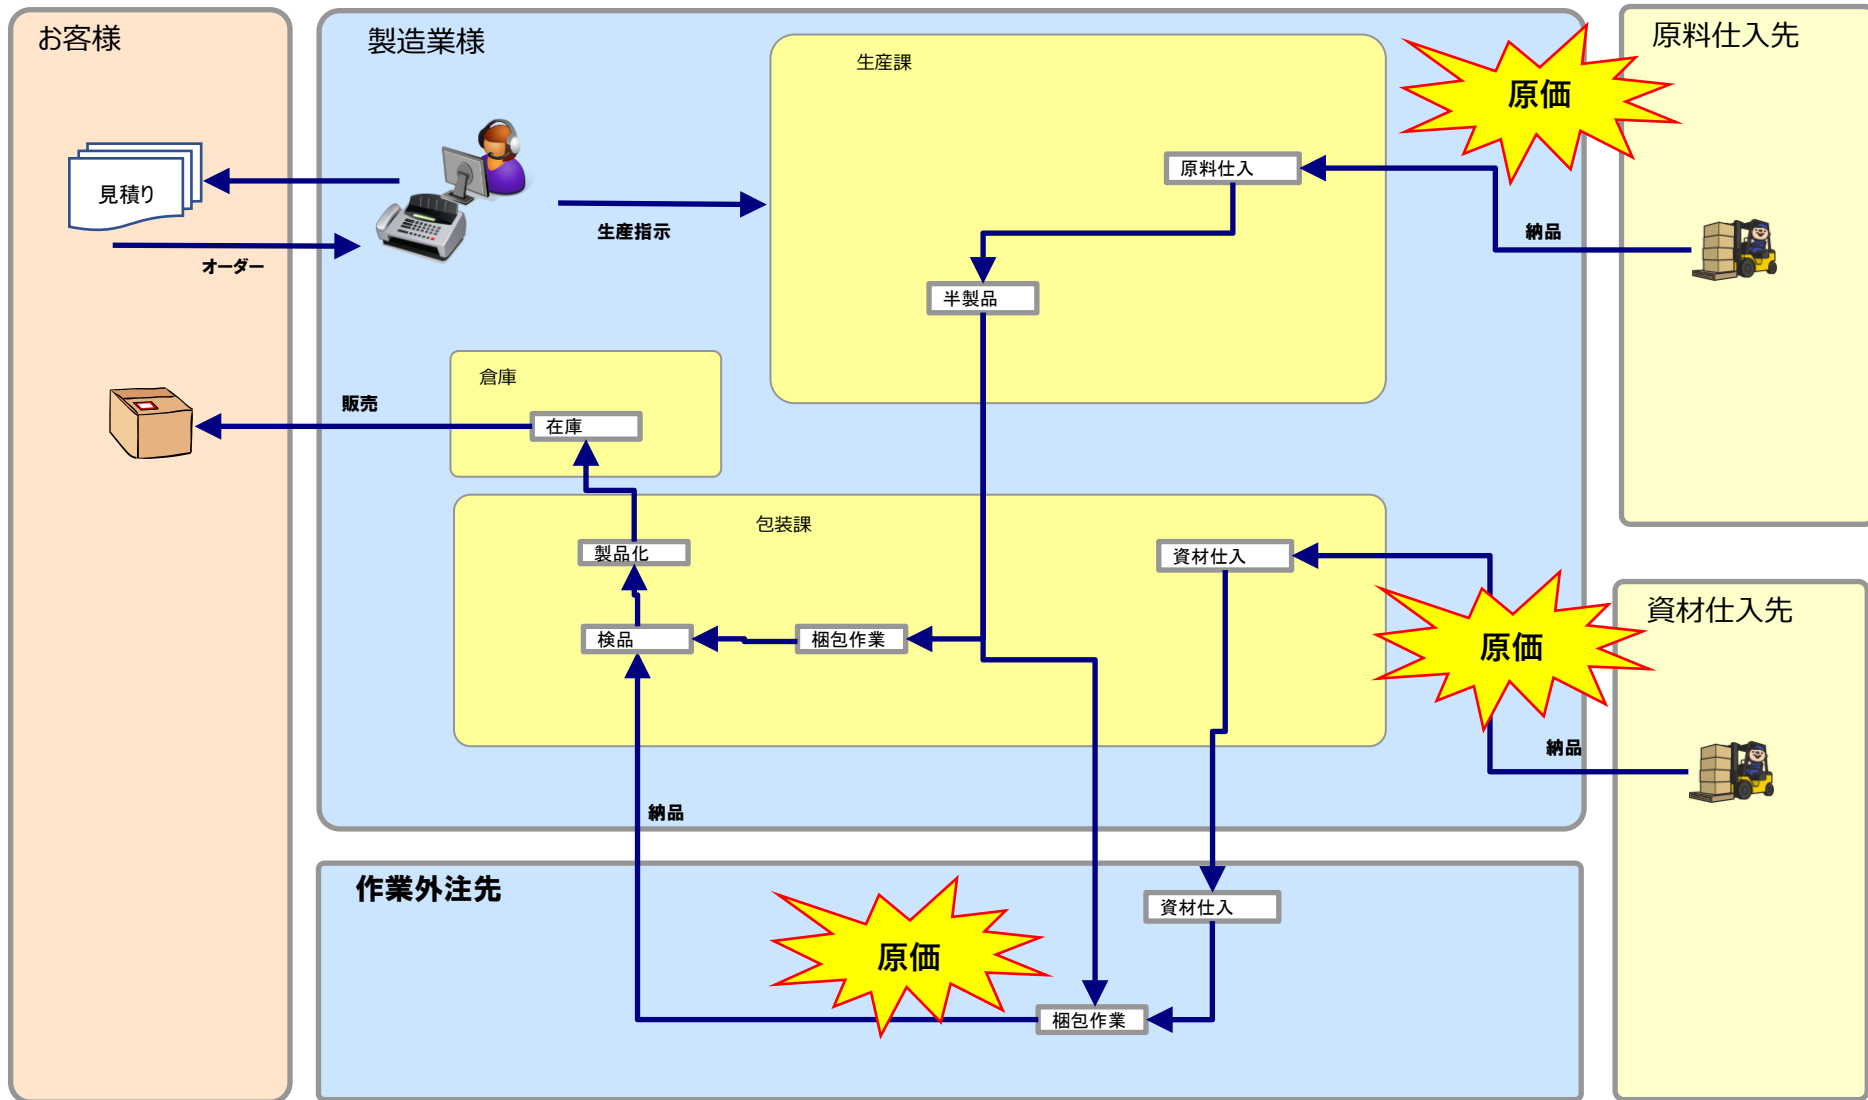 お客様
製造業様
生産課
原料仕入先
原価
見積り
原料仕入
生産指示
納品
オーダー
半製品
倉庫
販売
在庫
包装課
製品化
資材仕入
資材仕入先
検品
梱包作業
原価
納品
納品
作業外注先
資材仕入
原価
梱包作業